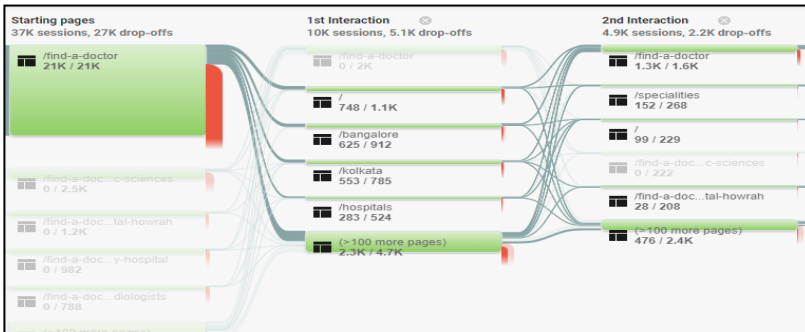 Starting pages
37K sessions, 27K drop-offs
/find-a-doctor
21K / 21K
/find-a-doc...c-sciences
0 / 2.5K
/find-a-doc...tal-howrah
0 / 1.2K
/find-a-doc...y-hospital
0 / 982
/find-a-doc...diologists
0 / 788
(>100 more pages)
1st Interaction
10K sessions, 5.1K drop-offs
/find-a-doctor
0 / 2K
/
748 / 1.1K
/bangalore
625 / 912
/kolkata
553 / 785
/hospitals
283 / 524
(>100 more pages)
2.3K / 4.7K
2nd Interaction
4.9K sessions, 2.2K drop-offs
/find-a-doctor
1.3K / 1.6K
/specialities
152 / 268
/
99 / 229
/find-a-doc...c-sciences
0 / 222
/find-a-doc...tal-howrah
28 / 208
(>100 more pages)
476 / 2.4K